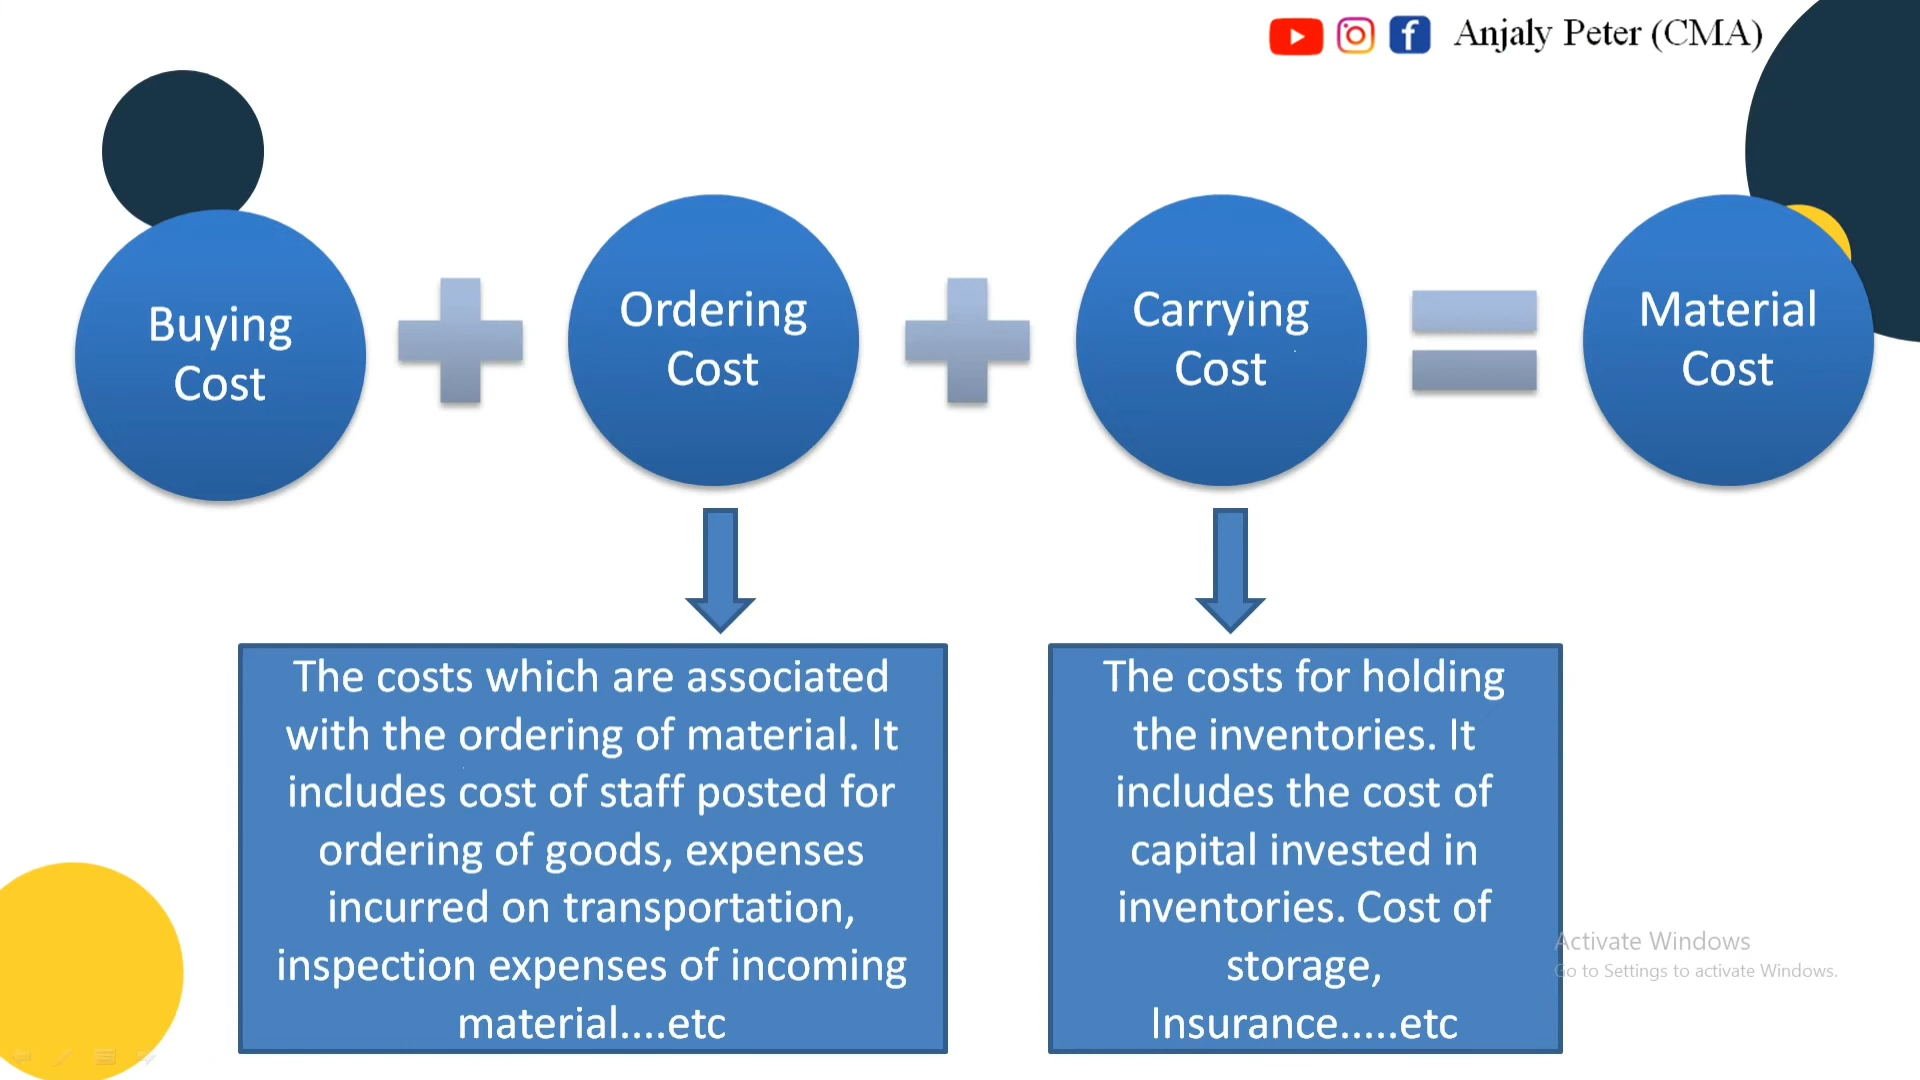 Anjaly Peter (CMA)
Buying
Cost
Ordering
Cost
Carrying
Cost
Material
Cost
The costs which are associated
with the ordering of material. It
includes cost of staff posted for
ordering of goods, expenses
incurred on transportation,
inspection expenses of incoming
material....etc
The costs for holding
the inventories. It
includes the cost of
capital invested in
inventories. Cost of
storage,
Insurance.....etc
Activate Windows
Go to Settings to activate Windows.